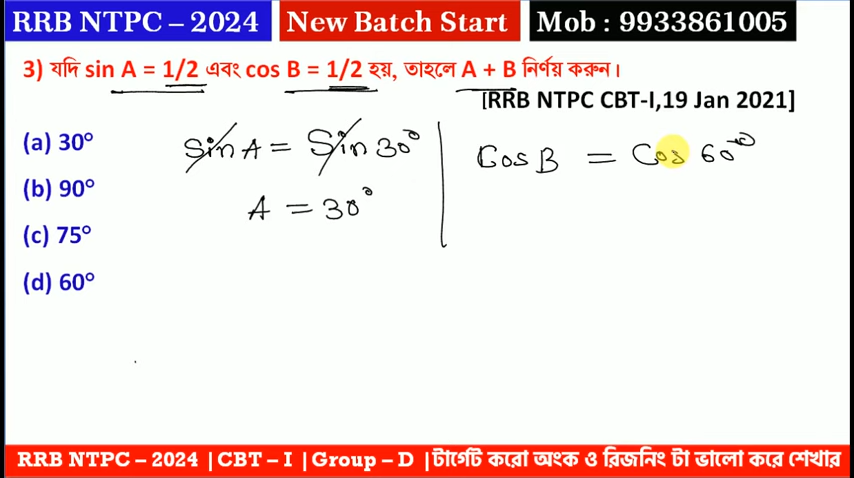 RRB NTPC – 2024 New Batch Start Mob : 9933861005
3) যদি sin A = 1/2 এবং cos B = 1/2 হয়, তাহলে A + B নির্ণয় করুন।
[RRB NTPC CBT-I,19 Jan 2021]
(a) 30°
(b) 90°
(c) 75°
(d) 60°
Sin A = Sin 30°
A = 30°
Cos B = Cos 60°
RRB NTPC – 2024 |CBT – I |Group – D |টার্গেট করো অংক ও রিজনিং টা ভালো করে শেখার